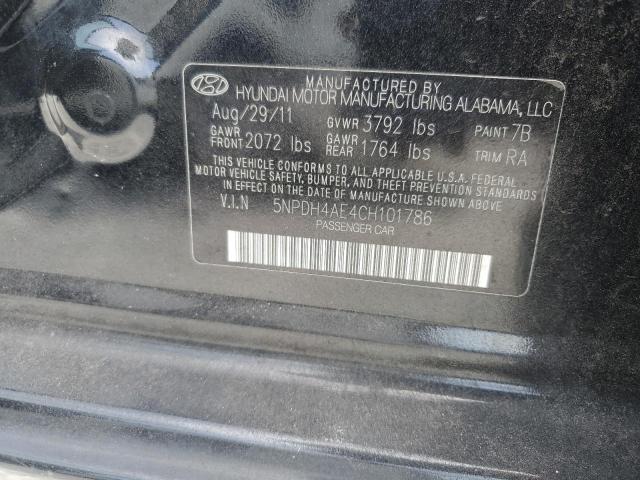 MANUFACTURED BY
HYUNDAI MOTOR MANUFACTURING ALABAMA, LLC
Aug/29/11 GVWR 3792 lbs PAINT 7B
GAWR FRONT 2072 lbs GAWR REAR 1764 lbs TRIM RA
THIS VEHICLE CONFORMS TO ALL APPLICABLE U.S.A. FEDERAL
MOTOR VEHICLE SAFETY, BUMPER, AND THEFT PREVENTION STANDARDS
IN EFFECT ON THE DATE OF MANUFACTURE SHOWN ABOVE.
V.I.N 5NPDH4AE4CH101786
PASSENGER CAR